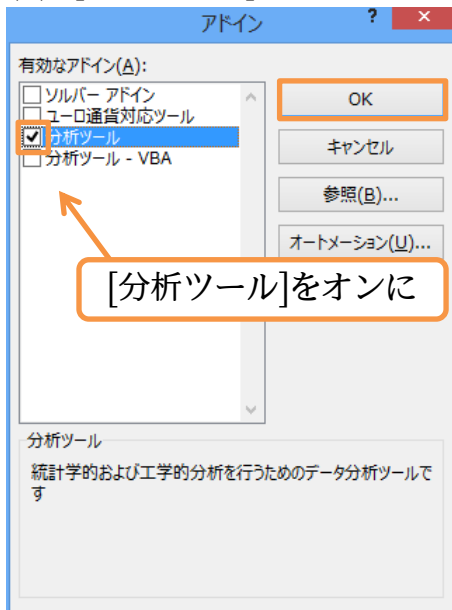 アドイン
?
×
有効なアドイン(A):
ソルバー アドイン
ユーロ通貨対応ツール
分析ツール
分析ツール - VBA
OK
キャンセル
参照(B)...
オートメーション(U)...
[分析ツール]をオンに
分析ツール
統計学的および工学的分析を行うためのデータ分析ツールで
す